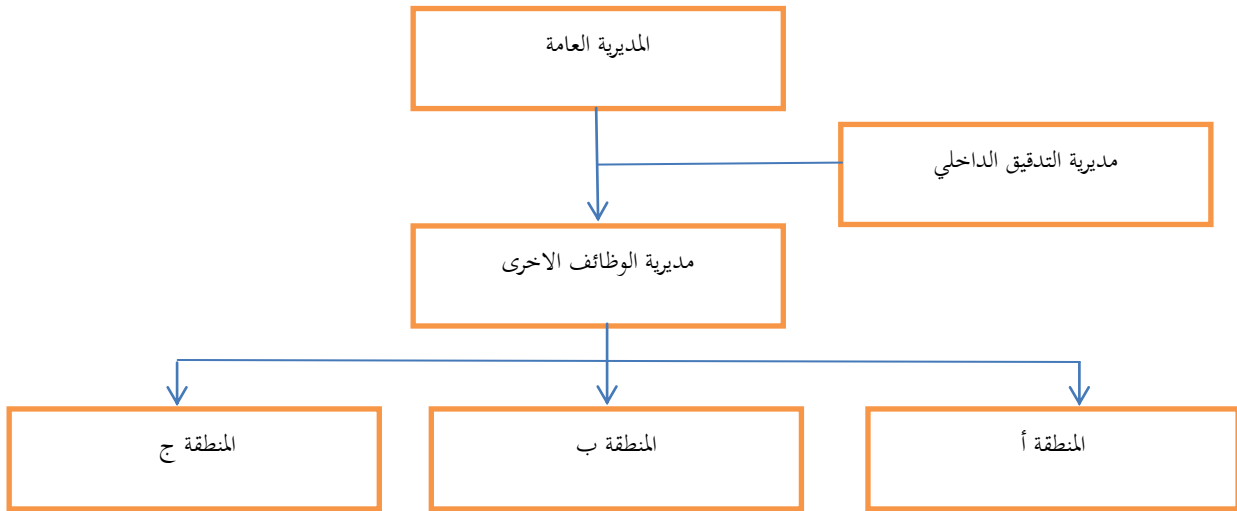 المديرية العامة
مديرية التدقيق الداخلي
مديرية الوظائف الاخرى
المنطقة أ
المنطقة ب
المنطقة ج